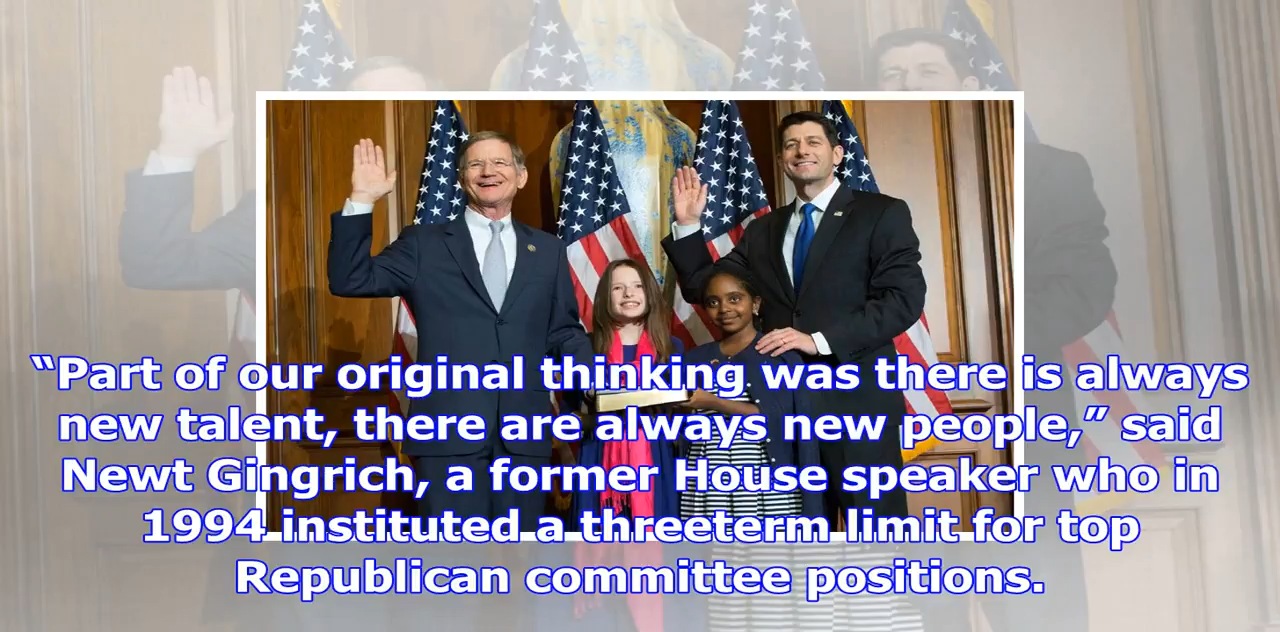 “Part of our original thinking was there is always
new talent, there are always new people,” said
Newt Gingrich, a former House speaker who in
1994 instituted a threeterm limit for top
Republican committee positions.